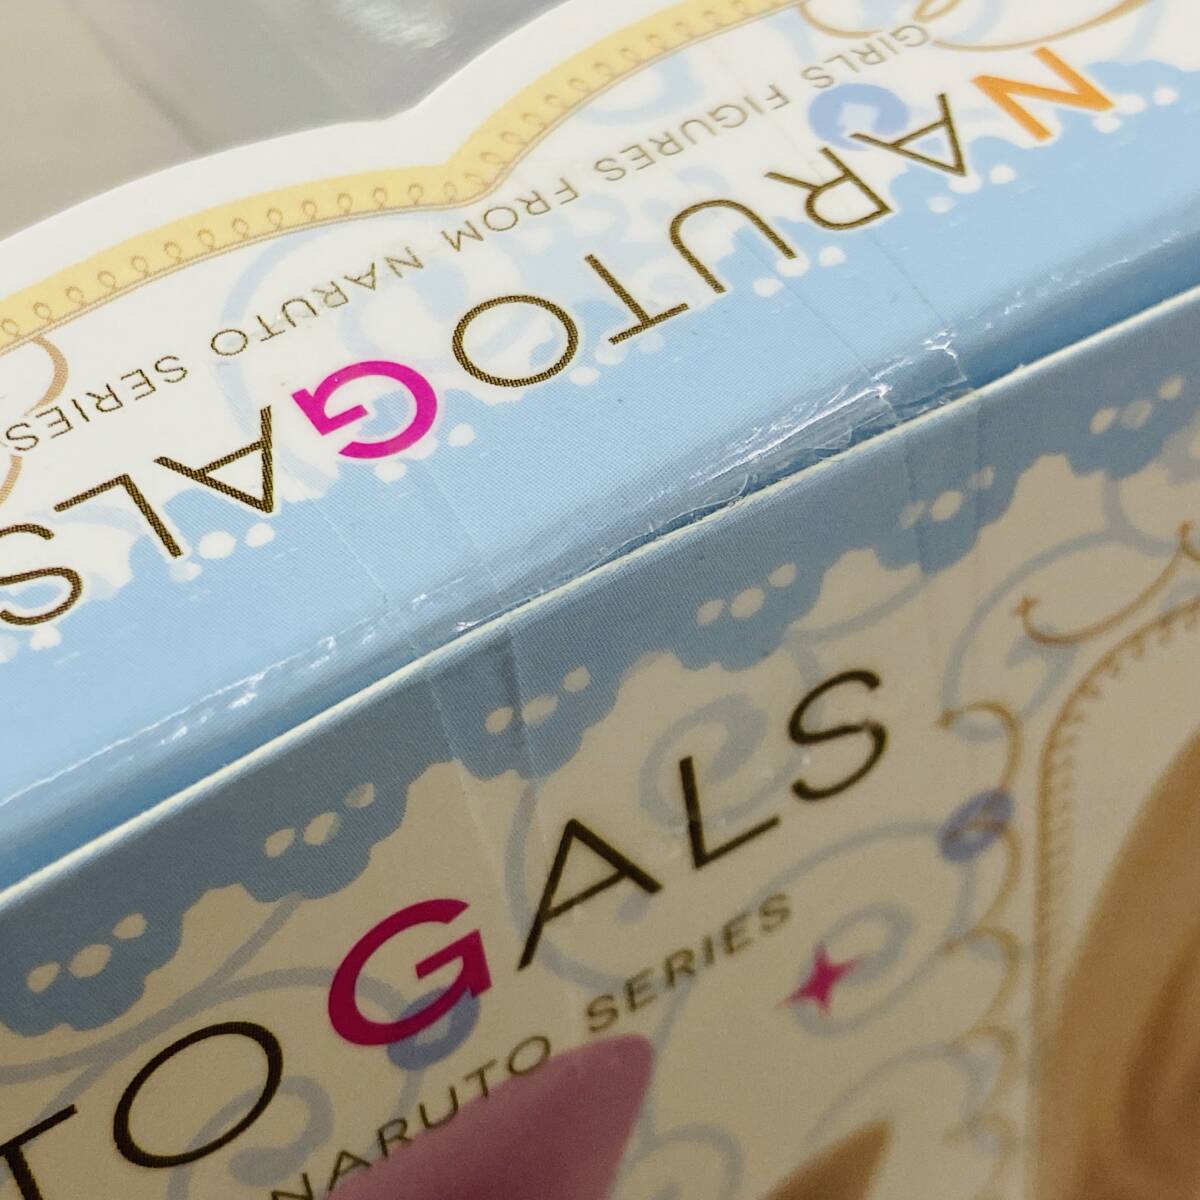 NARUTO GALS
GIRLS FIGURES FROM NARUTO SERIES
TO GALS
NARUTO SERIES